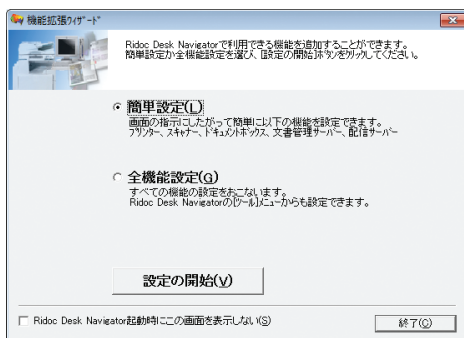 機能拡張ウィザード
Ridoc Desk Navigatorで利用できる機能を追加することができます。
簡単設定か全機能設定を選び、[設定の開始]ボタンをクリックしてください。
簡単設定(L)
画面の指示にしたがって簡単に以下の機能を設定できます。
プリンター、スキャナー、ドキュメントボックス、文書管理サーバー、配信サーバー
全機能設定(G)
すべての機能の設定をおこないます。
Ridoc Desk Navigatorの[ツール]メニューからも設定できます。
設定の開始(V)
Ridoc Desk Navigator起動時にこの画面を表示しない(S)
終了(C)